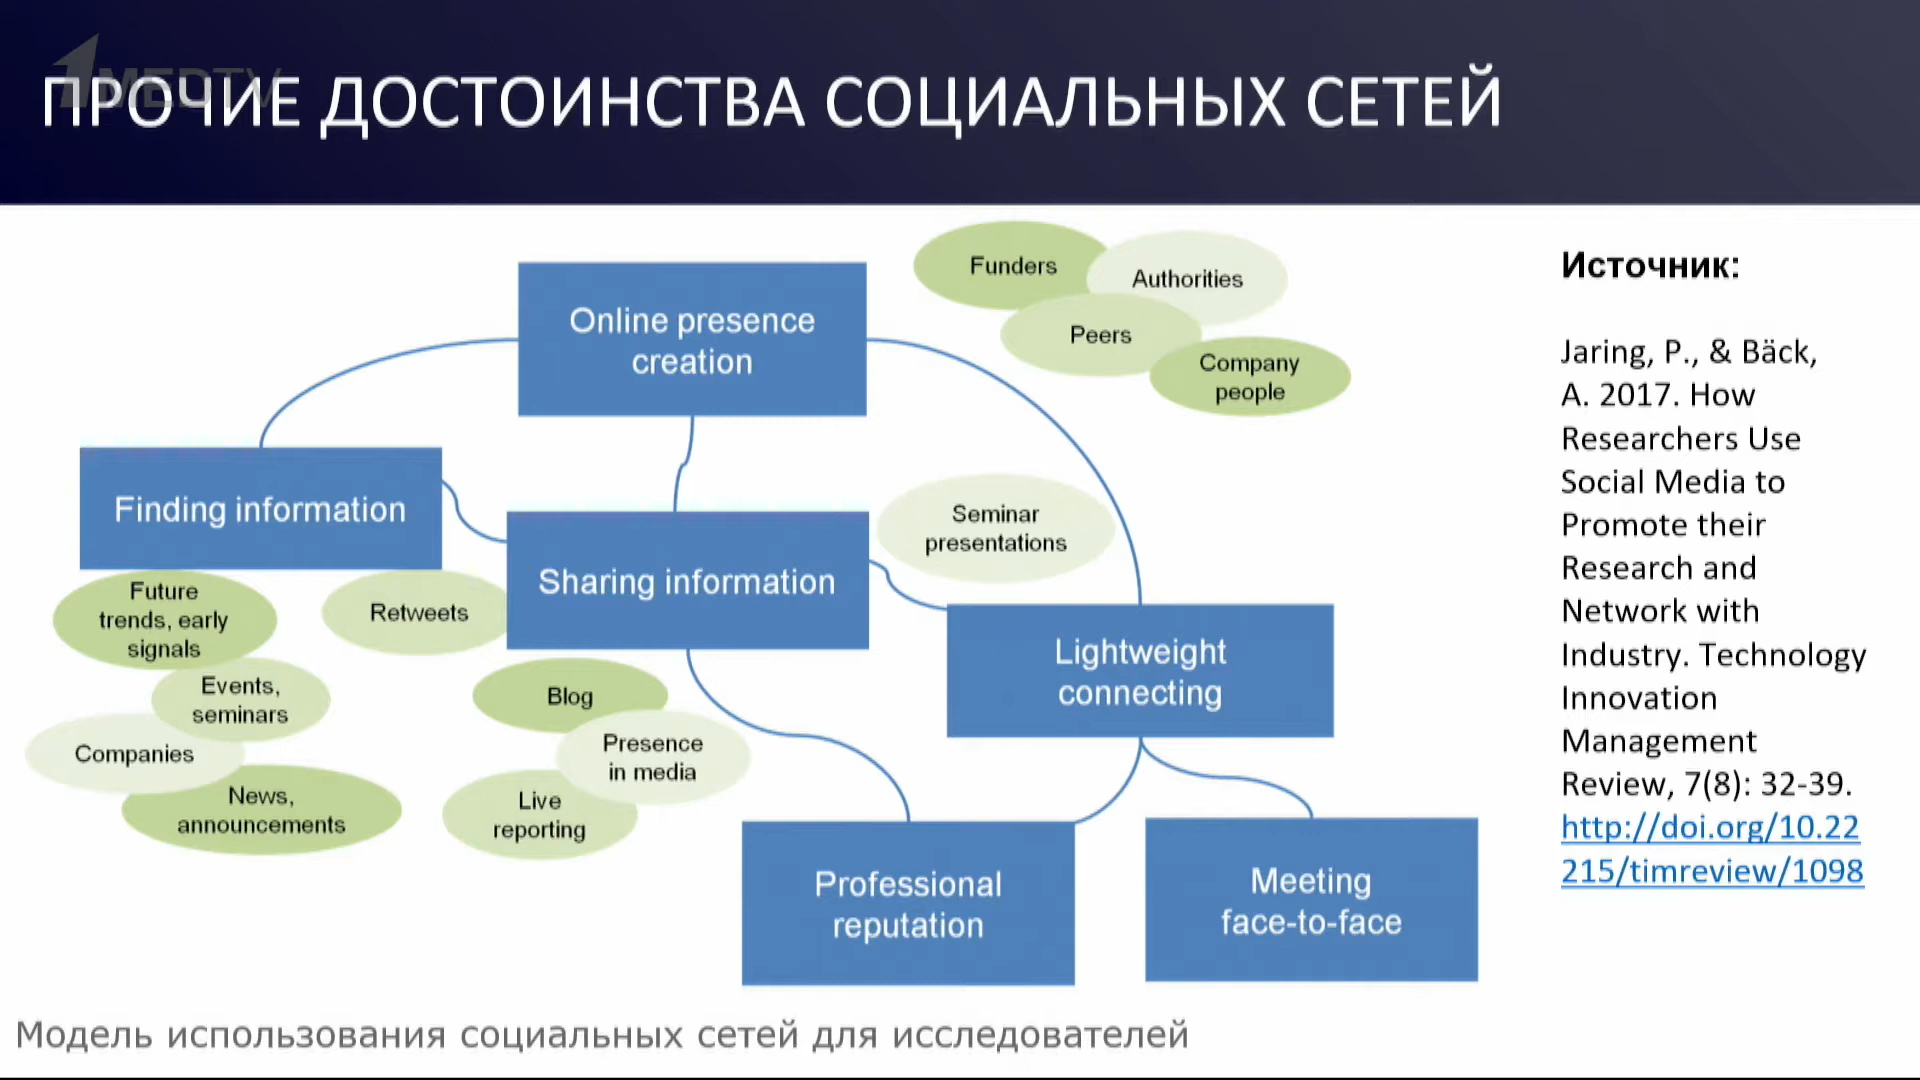 1MEDTV
ПРОЧИЕ ДОСТОИНСТВА СОЦИАЛЬНЫХ СЕТЕЙ
Online presence
creation
Funders
Authorities
Peers
Company
people
Finding information
Sharing information
Seminar
presentations
Lightweight
connecting
Future
trends, early
signals
Retweets
Events,
seminars
Companies
News,
announcements
Blog
Presence
in media
Live
reporting
Professional
reputation
Meeting
face-to-face
Источник:
Jaring, P., & Bäck,
A. 2017. How
Researchers Use
Social Media to
Promote their
Research and
Network with
Industry. Technology
Innovation
Management
Review, 7(8): 32-39.
http://doi.org/10.22
215/timreview/1098
Модель использования социальных сетей для исследователей